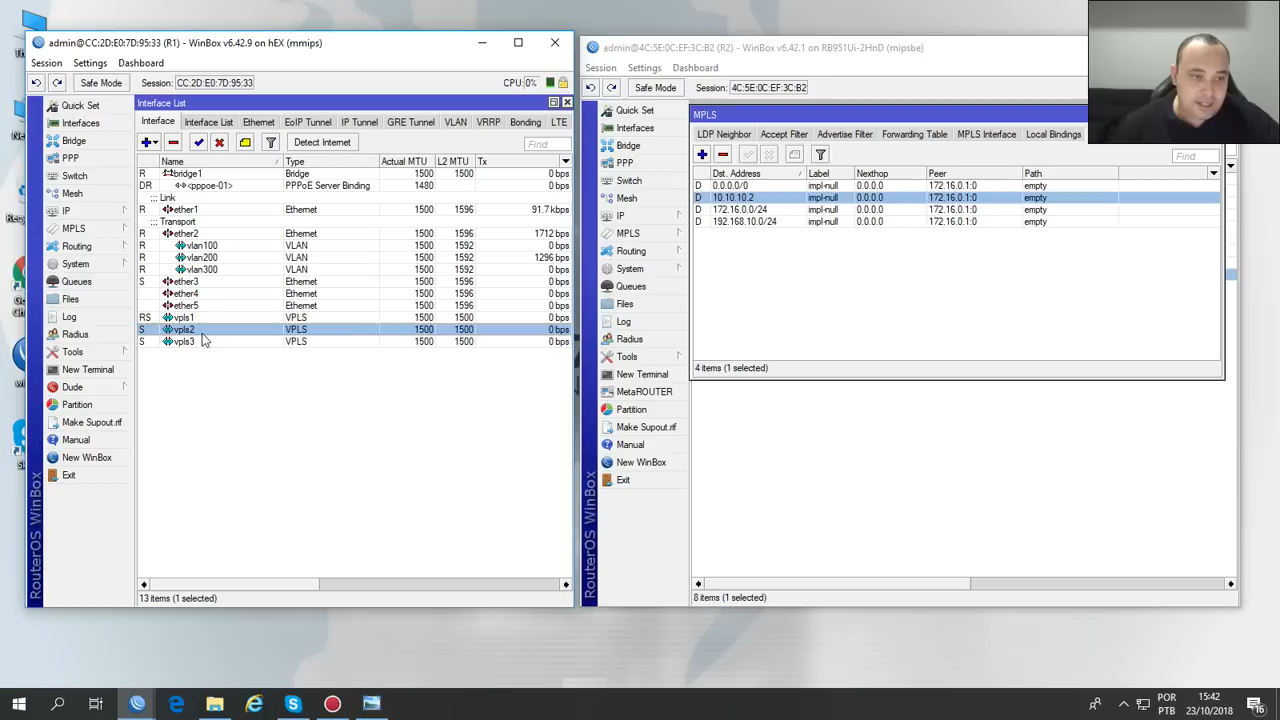 admin@CC:2D:E0:7D:95:33 (R1) - WinBox v6.42.9 on hEX (mmips)
Session Settings Dashboard
Safe Mode Session: CC:2D:E0:7D:95:33 CPU: 0%
Quick Set
Interfaces
Bridge
PPP
Switch
Mesh
IP
MPLS
Routing
System
Queues
Files
Log
Radius
Tools
New Terminal
Dude
Partition
Make Supout.rif
Manual
New WinBox
Exit
RouterOS WinBox
Interface List
Interface Interface List Ethernet EoIP Tunnel IP Tunnel GRE Tunnel VLAN VRRP Bonding LTE
Detect Internet Find
Name Type Actual MTU L2 MTU Tx
R bridge1 Bridge 1500 1500 0 bps
DR <pppoe-01> PPPoE Server Binding 1480 0 bps
::: Link
R ether1 Ethernet 1500 1596 91.7 kbps
::: Transport
R ether2 Ethernet 1500 1596 1712 bps
R vlan100 VLAN 1500 1592 0 bps
R vlan200 VLAN 1500 1592 1296 bps
R vlan300 VLAN 1500 1592 0 bps
S ether3 Ethernet 1500 1596 0 bps
ether4 Ethernet 1500 1596 0 bps
ether5 Ethernet 1500 1596 0 bps
RS vpls1 VPLS 1500 1500 0 bps
S vpls2 VPLS 1500 1500 0 bps
S vpls3 VPLS 1500 1500 0 bps
13 items (1 selected)
admin@4C:5E:0C:EF:3C:B2 (R2) - WinBox v6.42.1 on RB951Ui-2HnD (mipsbe)
Session Settings Dashboard
Safe Mode Session: 4C:5E:0C:EF:3C:B2
Quick Set
Interfaces
Bridge
PPP
Switch
Mesh
IP
MPLS
Routing
System
Queues
Files
Log
Radius
Tools
New Terminal
MetaROUTER
Partition
Make Supout.rif
Manual
New WinBox
Exit
RouterOS WinBox
MPLS
LDP Neighbor Accept Filter Advertise Filter Forwarding Table MPLS Interface Local Bindings
Find
Dst. Address Label Nexthop Peer Path
D 0.0.0.0/0 impl-null 0.0.0.0 172.16.0.1:0 empty
D 10.10.10.2 impl-null 0.0.0.0 172.16.0.1:0 empty
D 172.16.0.0/24 impl-null 0.0.0.0 172.16.0.1:0 empty
D 192.168.10.0/24 impl-null 0.0.0.0 172.16.0.1:0 empty
4 items (1 selected)
8 items (1 selected)
POR
PTB
15:42
23/10/2018
16